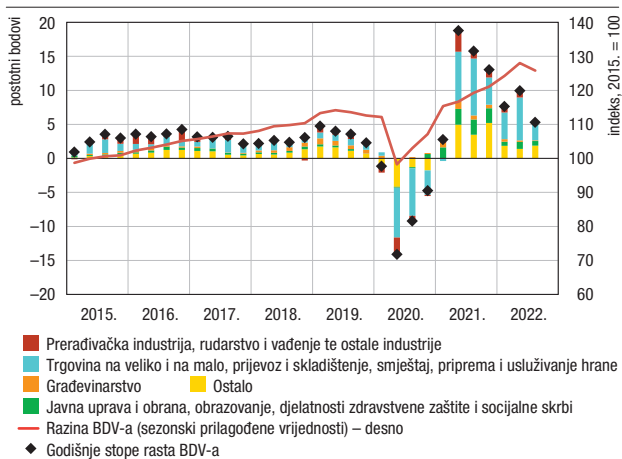 postotni bodovi
20
15
10
5
0
−5
−10
−15
−20
140
130
120
110
100
90
80
70
60
indeks, 2015. = 100
2015. 2016. 2017. 2018. 2019. 2020. 2021. 2022.
Prerađivačka industrija, rudarstvo i vađenje te ostale industrije
Trgovina na veliko i na malo, prijevoz i skladištenje, smještaj, priprema i usluživanje hrane
Građevinarstvo Ostalo
Javna uprava i obrana, obrazovanje, djelatnosti zdravstvene zaštite i socijalne skrbi
Razina BDV-a (sezonski prilagođene vrijednosti) – desno
Godišnje stope rasta BDV-a